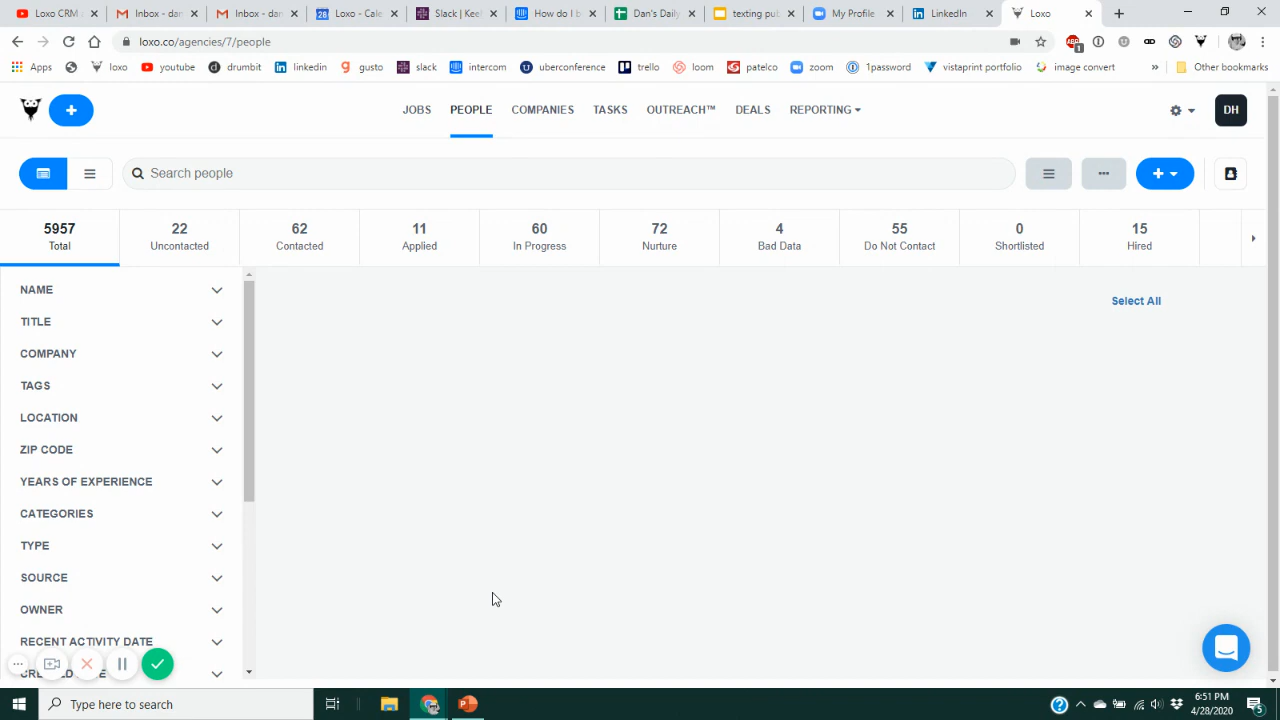 Loxo CRM
Inbox - dan
Inbox - dan
28
Loxo - Cale
Slack | Kee
How do I b
Dan's Daily
texting pub
My Profile
LinkedIn
Loxo
loxo.co/agencies/7/people
ABP
1
Apps
loxo
youtube
drumbit
linkedin
gusto
slack
intercom
uberconference
trello
loom
patelco
zoom
1password
vistaprint portfolio
image convert
»
Other bookmarks
JOBS
PEOPLE
COMPANIES
TASKS
OUTREACH™
DEALS
REPORTING
DH
Search people
5957
Total
22
Uncontacted
62
Contacted
11
Applied
60
In Progress
72
Nurture
4
Bad Data
55
Do Not Contact
0
Shortlisted
15
Hired
NAME
TITLE
COMPANY
TAGS
LOCATION
ZIP CODE
YEARS OF EXPERIENCE
CATEGORIES
TYPE
SOURCE
OWNER
RECENT ACTIVITY DATE
Select All
Type here to search
6:51 PM
4/28/2020
5